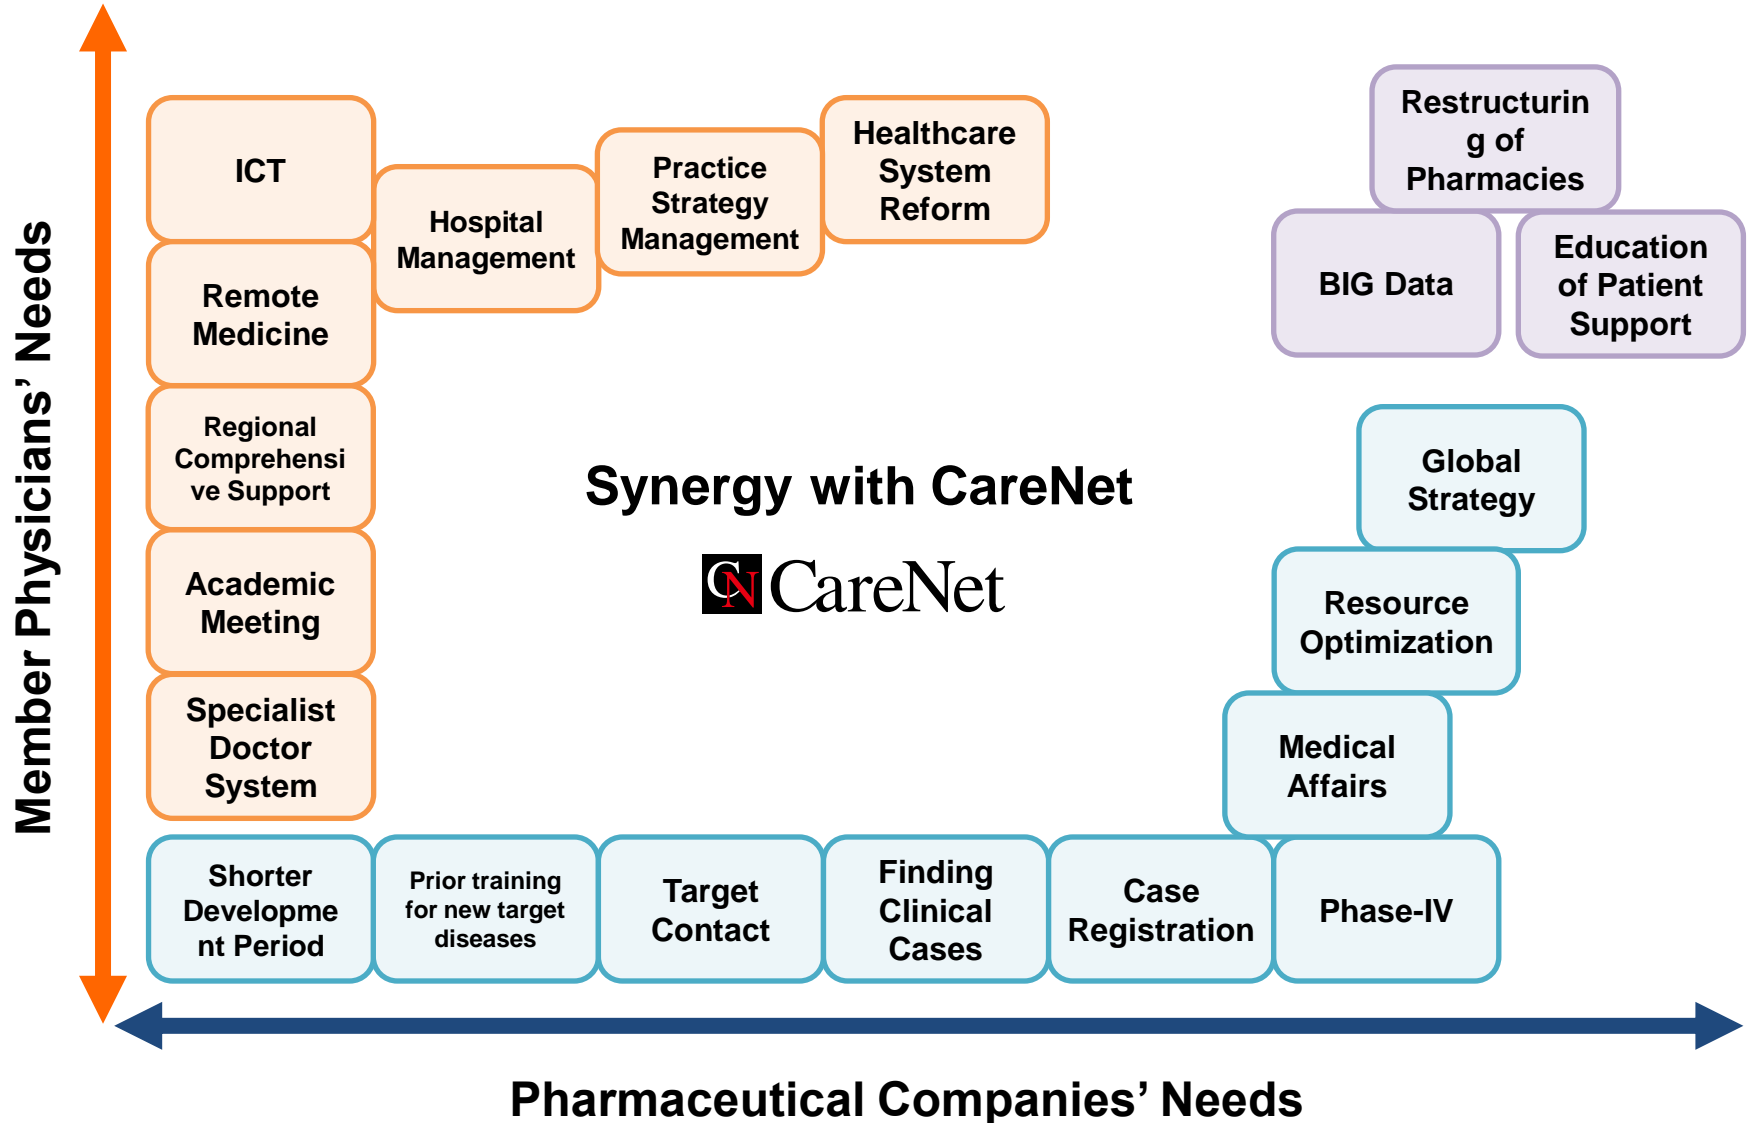 Member Physicians’ Needs
ICT
Remote
Medicine
Regional
Comprehensi
ve Support
Academic
Meeting
Specialist
Doctor
System
Hospital
Management
Practice
Strategy
Management
Healthcare
System
Reform
Restructurin
g of
Pharmacies
BIG Data
Education
of Patient
Support
Synergy with CareNet
CN CareNet
Global
Strategy
Resource
Optimization
Medical
Affairs
Shorter
Developme
nt Period
Prior training
for new target
diseases
Target
Contact
Finding
Clinical
Cases
Case
Registration
Phase-IV
Pharmaceutical Companies’ Needs